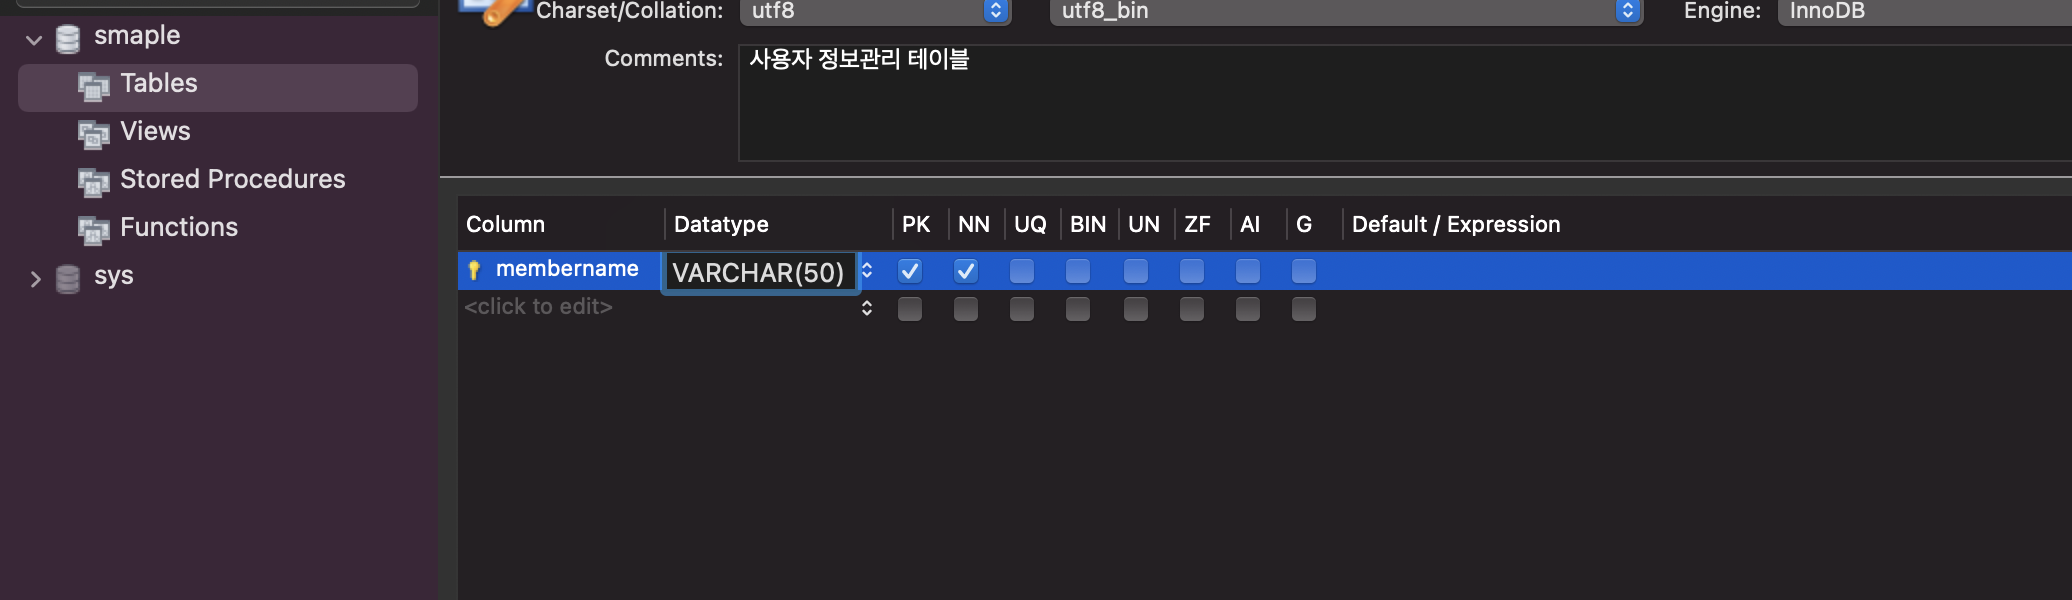 smaple
Tables
Views
Stored Procedures
Functions
sys
Charset/Collation: utf8 utf8_bin Engine: InnoDB
Comments: 사용자 정보관리 테이블
Column Datatype PK NN UQ BIN UN ZF AI G Default / Expression
membername VARCHAR(50)
<click to edit>